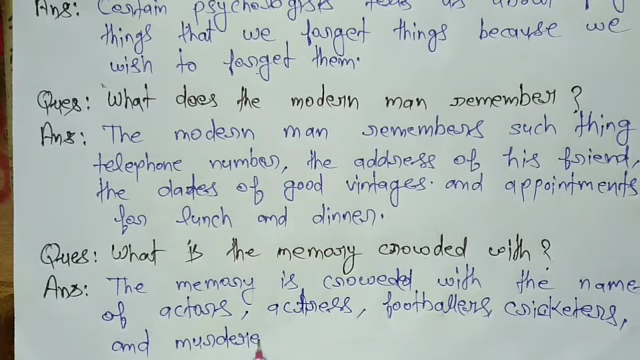 Ans: Certain psychologists tells us about
things that we forget things because we
wish to forget them.
Ques: What does the modern man remember?
Ans: The modern man remembers such thing
telephone number, the address of his friend,
the dades of good vintages. and appointments
for lunch and dinner.
Ques: What is the memory crowded with?
Ans: The memory is croweded with the name
of actors, actress, footballers, cricketers,
and murdere